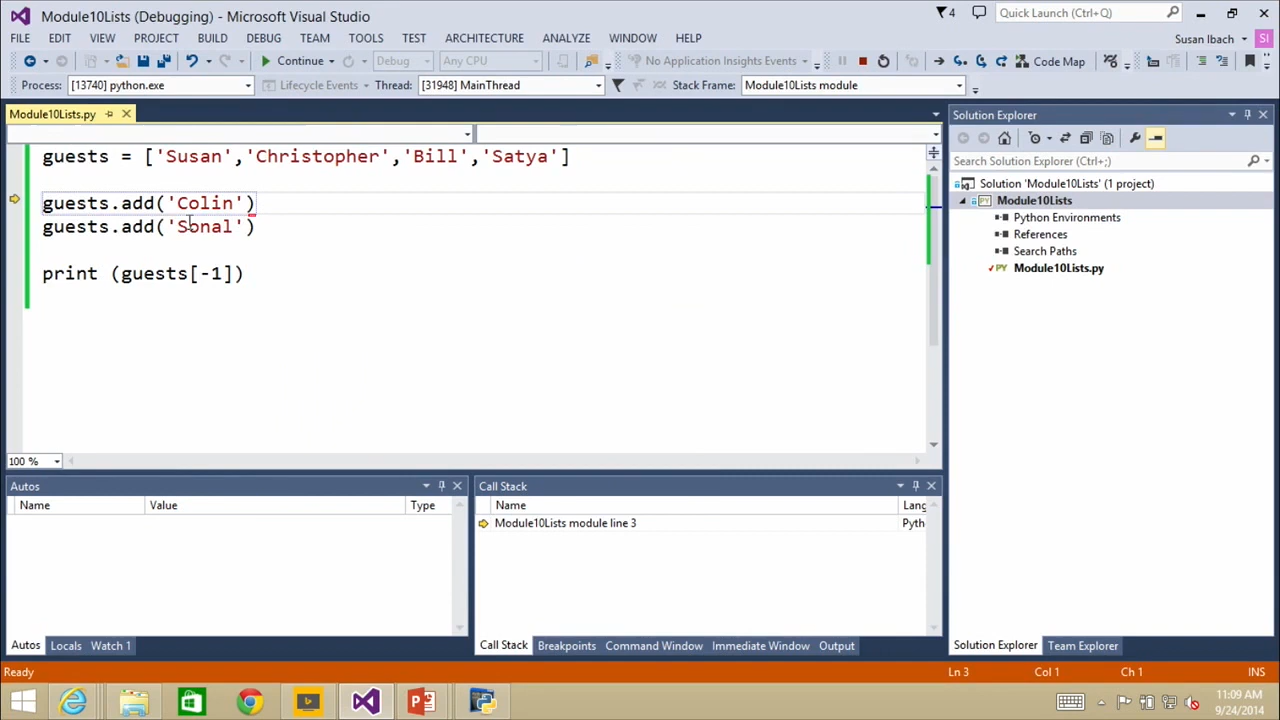 Module10Lists (Debugging) - Microsoft Visual Studio
4
Quick Launch (Ctrl+Q)
FILE EDIT VIEW PROJECT BUILD DEBUG TEAM TOOLS TEST ARCHITECTURE ANALYZE WINDOW HELP
Susan Ibach
SI
Continue
Debug
Any CPU
No Application Insights Events
Code Map
Process: [13740] python.exe
Lifecycle Events
Thread: [31948] MainThread
Stack Frame: Module10Lists module
Module10Lists.py
guests = ['Susan','Christopher','Bill','Satya']
guests.add('Colin')
guests.add('Sonal')
print (guests[-1])
100 %
Solution Explorer
Search Solution Explorer (Ctrl+;)
Solution 'Module10Lists' (1 project)
PY Module10Lists
Python Environments
References
Search Paths
PY Module10Lists.py
Autos
Name Value Type
Call Stack
Name Lang
Module10Lists module line 3 Pyth
Autos Locals Watch 1
Call Stack Breakpoints Command Window Immediate Window Output
Solution Explorer Team Explorer
Ready
Ln 3 Col 1 Ch 1 INS
11:09 AM
9/24/2014